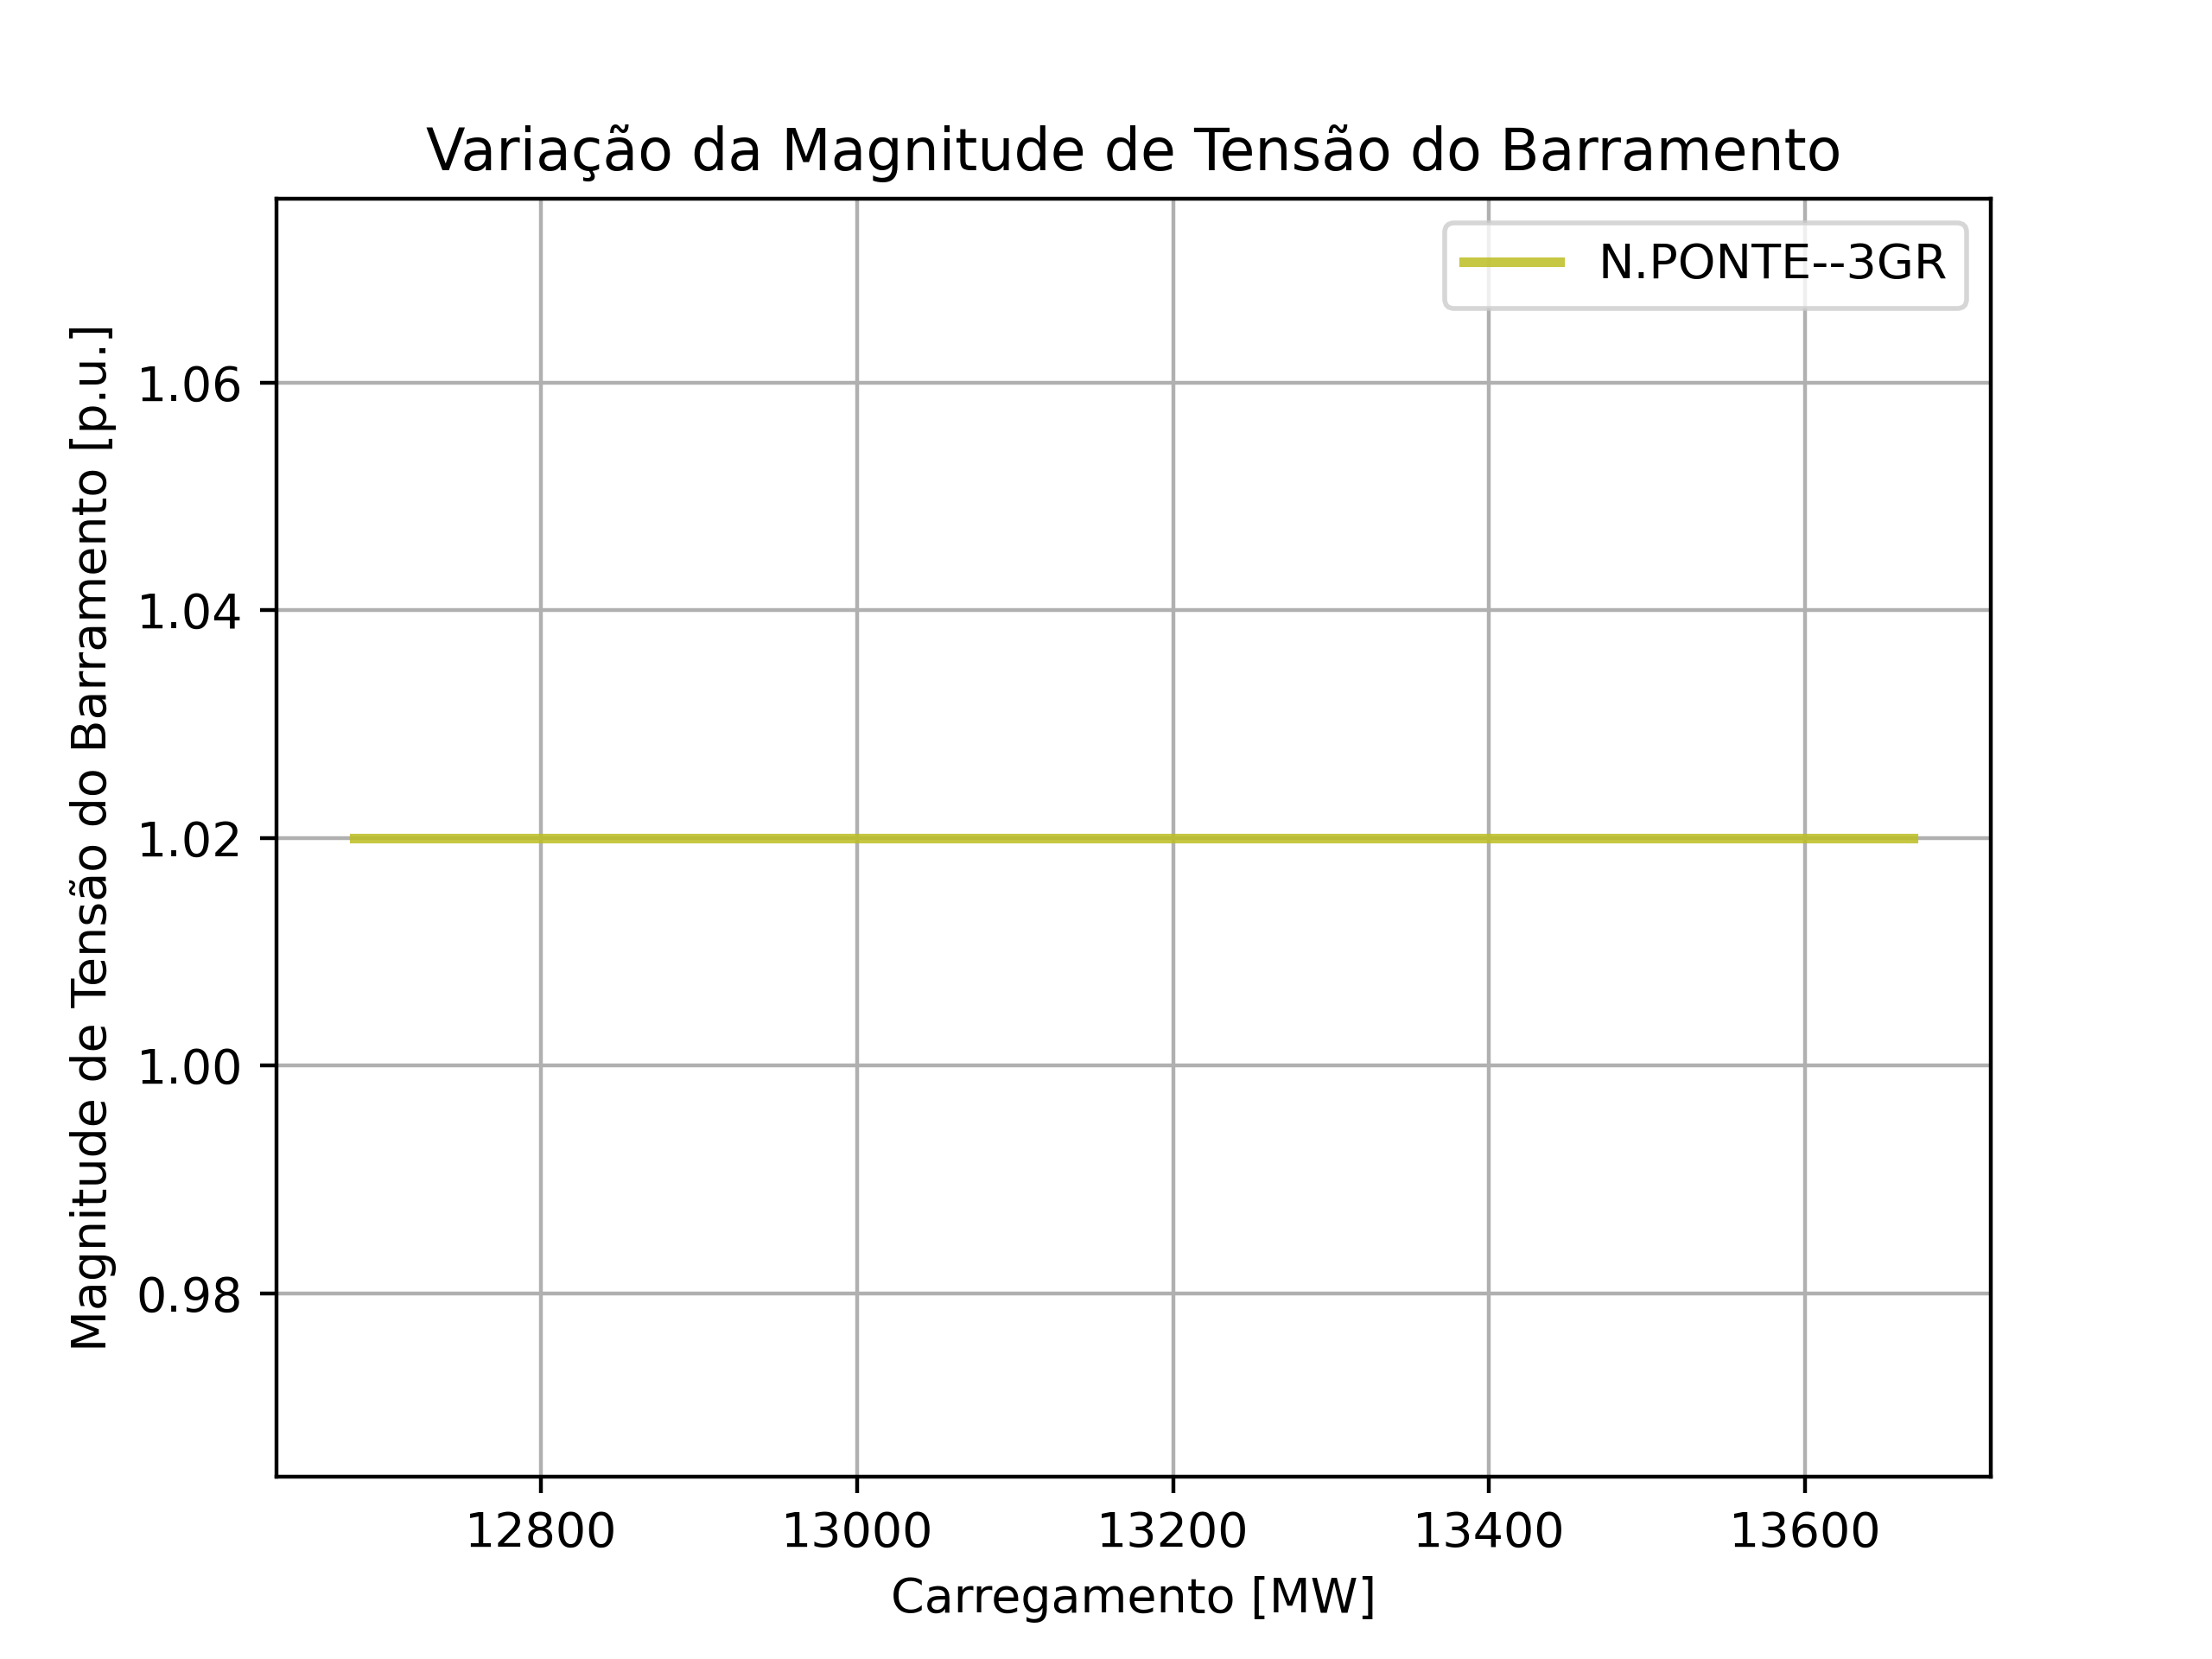 Variação da Magnitude de Tensão do Barramento
N.PONTE--3GR
Magnitude de Tensão do Barramento [p.u.]
1.06
1.04
1.02
1.00
0.98
12800 13000 13200 13400 13600
Carregamento [MW]